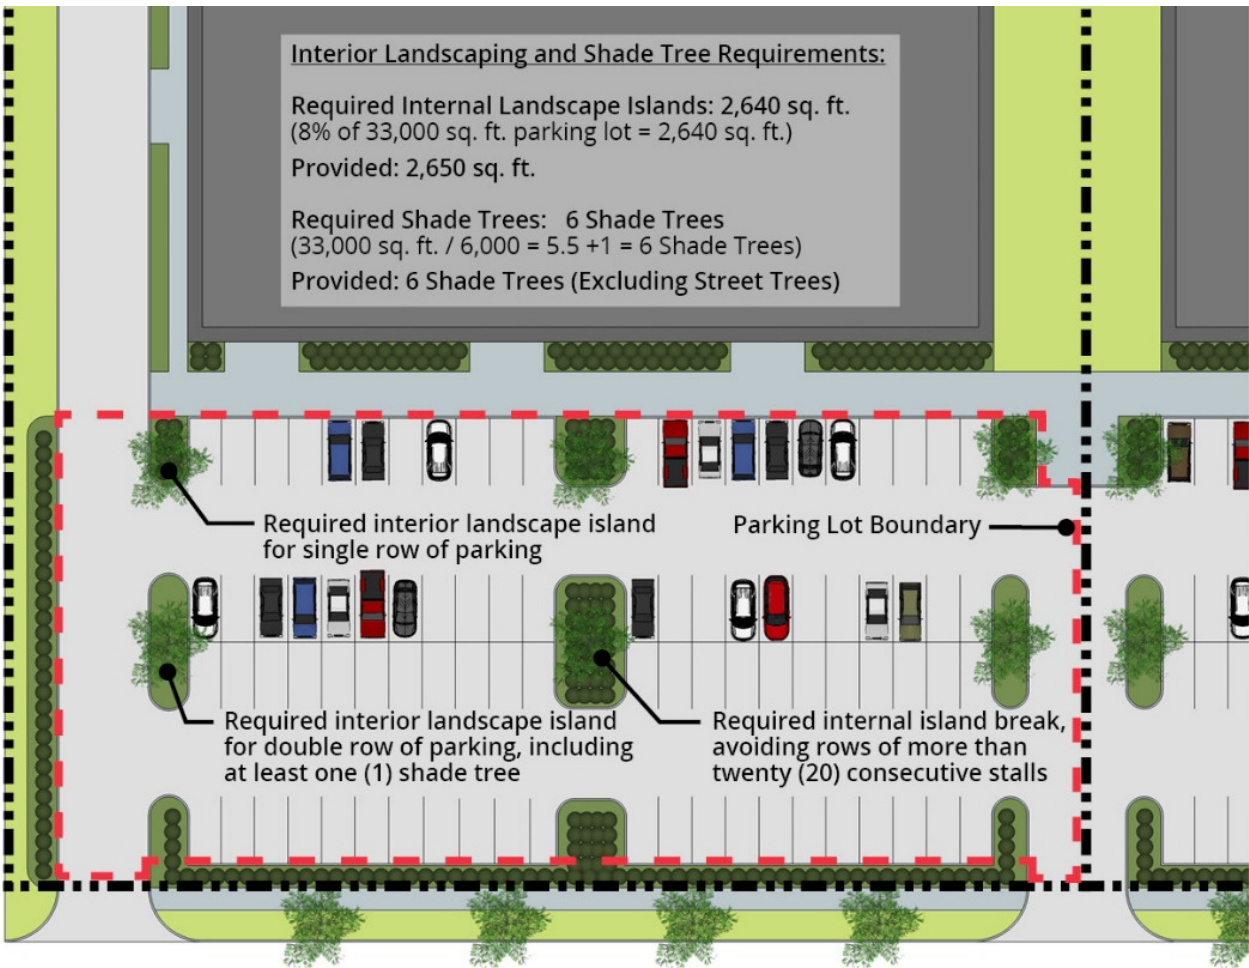 Interior Landscaping and Shade Tree Requirements:
Required Internal Landscape Islands: 2,640 sq. ft.
(8% of 33,000 sq. ft. parking lot = 2,640 sq. ft.)
Provided: 2,650 sq. ft.
Required Shade Trees:   6 Shade Trees
(33,000 sq. ft. / 6,000 = 5.5 +1 = 6 Shade Trees)
Provided: 6 Shade Trees (Excluding Street Trees)
Required interior landscape island
for single row of parking
Parking Lot Boundary
Required interior landscape island
for double row of parking, including
at least one (1) shade tree
Required internal island break,
avoiding rows of more than
twenty (20) consecutive stalls